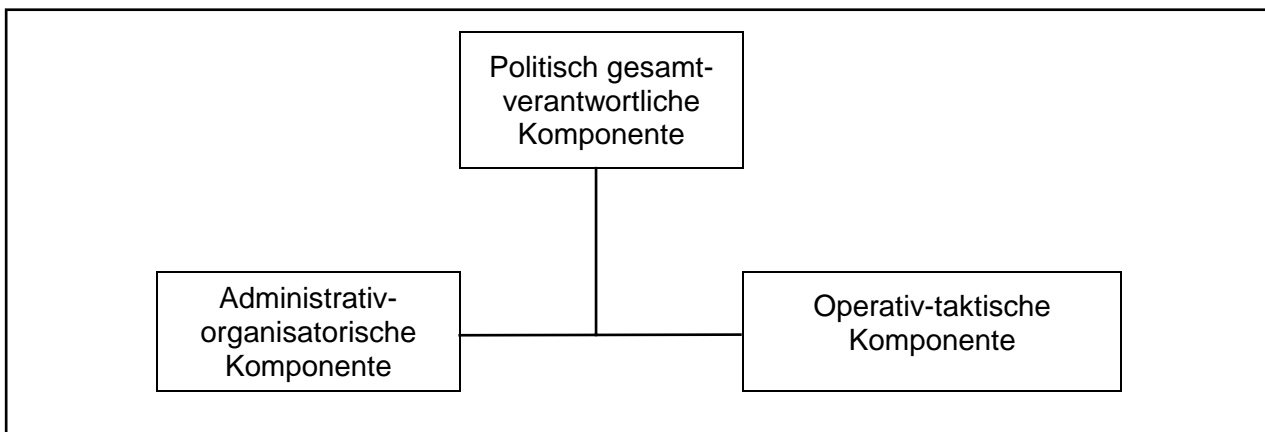 Politisch gesamt-
verantwortliche
Komponente
Administrativ-
organisatorische
Komponente
Operativ-taktische
Komponente